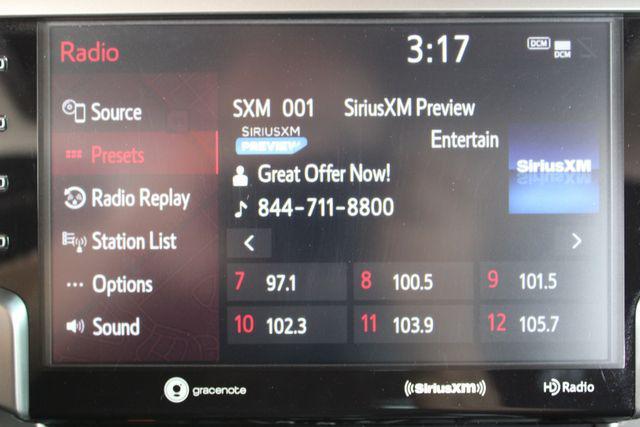 Radio
3:17
DCM
DCM
Source
Presets
Radio Replay
Station List
Options
Sound
SXM 001 SiriusXM Preview
SIRIUSXM
PREVIEW
Entertain
SiriusXM
Great Offer Now!
844-711-8800
7 97.1
8 100.5
9 101.5
10 102.3
11 103.9
12 105.7
gracenote
((SiriusXM))
HD Radio